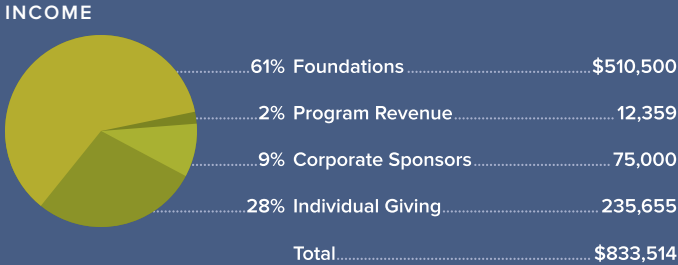 INCOME
61% Foundations $510,500
2% Program Revenue 12,359
9% Corporate Sponsors 75,000
28% Individual Giving 235,655
Total $833,514